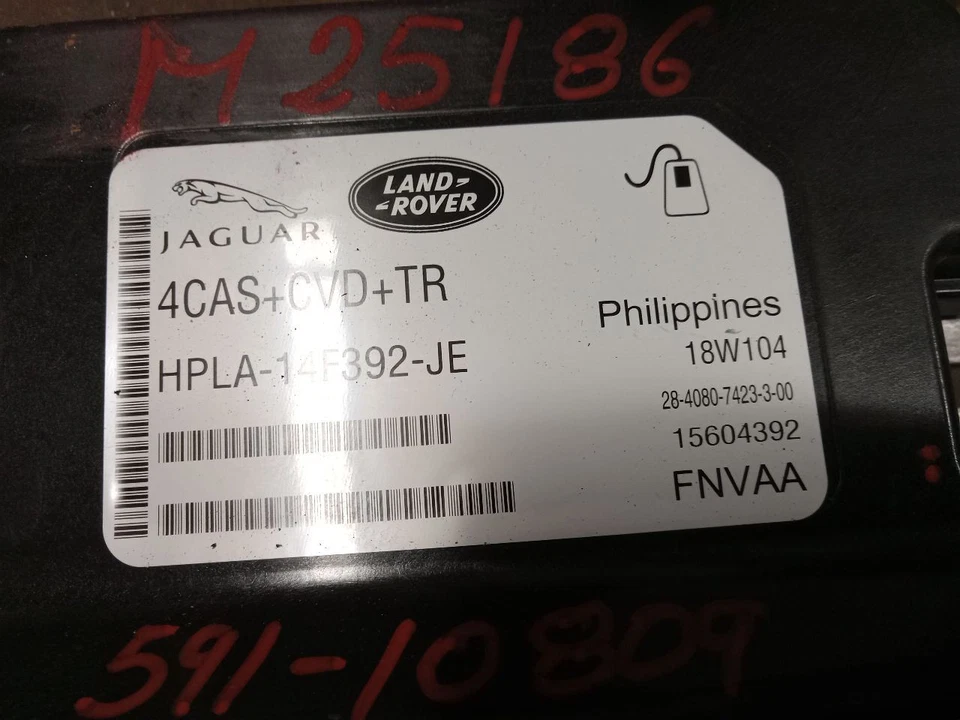 M25186
JAGUAR
LAND-
-ROVER
4CAS+CVD+TR
HPLA-14F392-JE
Philippines
18W104
28-4080-7423-3-00
15604392
FNVAA
591-10809